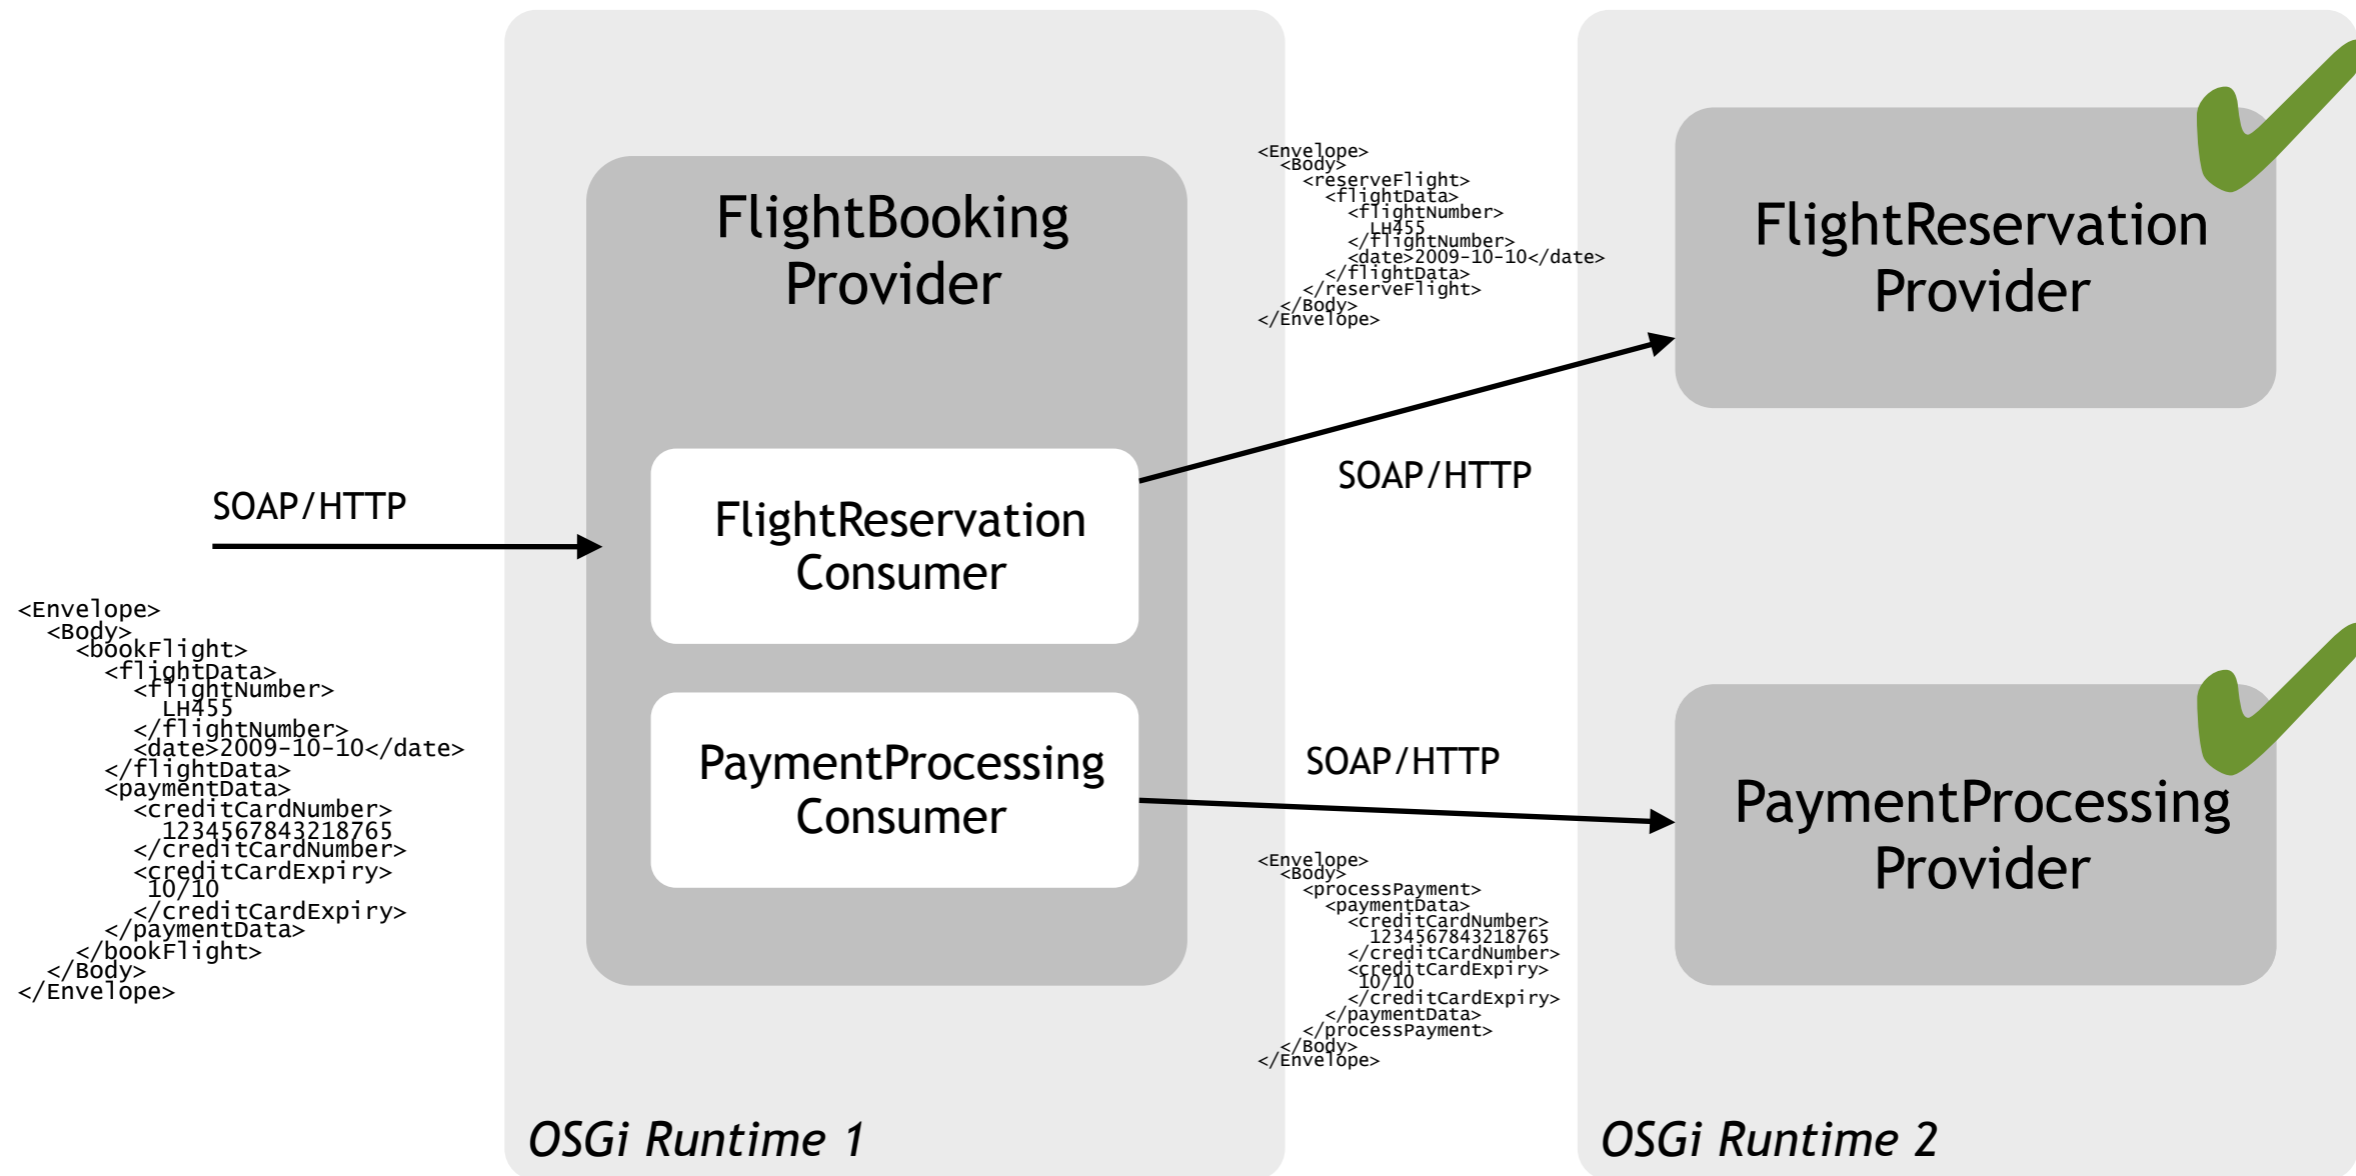 SOAP/HTTP
<Envelope>
  <Body>
    <bookFlight>
      <flightData>
        <flightNumber>
          LH455
        </flightNumber>
        <date>2009-10-10</date>
      </flightData>
      <paymentData>
        <creditCardNumber>
          1234567843218765
        </creditCardNumber>
        <creditCardExpiry>
         10/10
        </creditCardExpiry>
      </paymentData>
    </bookFlight>
  </Body>
</Envelope>
FlightBooking
Provider
FlightReservation
Consumer
PaymentProcessing
Consumer
OSGi Runtime 1
<Envelope>
  <Body>
    <reserveFlight>
      <flightData>
        <flightNumber>
          LH455
        </flightNumber>
        <date>2009-10-10</date>
      </flightData>
    </reserveFlight>
  </Body>
</Envelope>
SOAP/HTTP
SOAP/HTTP
<Envelope>
  <Body>
    <processPayment>
      <paymentData>
        <creditCardNumber>
          1234567843218765
        </creditCardNumber>
        <creditCardExpiry>
         10/10
        </creditCardExpiry>
      </paymentData>
    </processPayment>
  </Body>
</Envelope>
FlightReservation
Provider
PaymentProcessing
Provider
OSGi Runtime 2